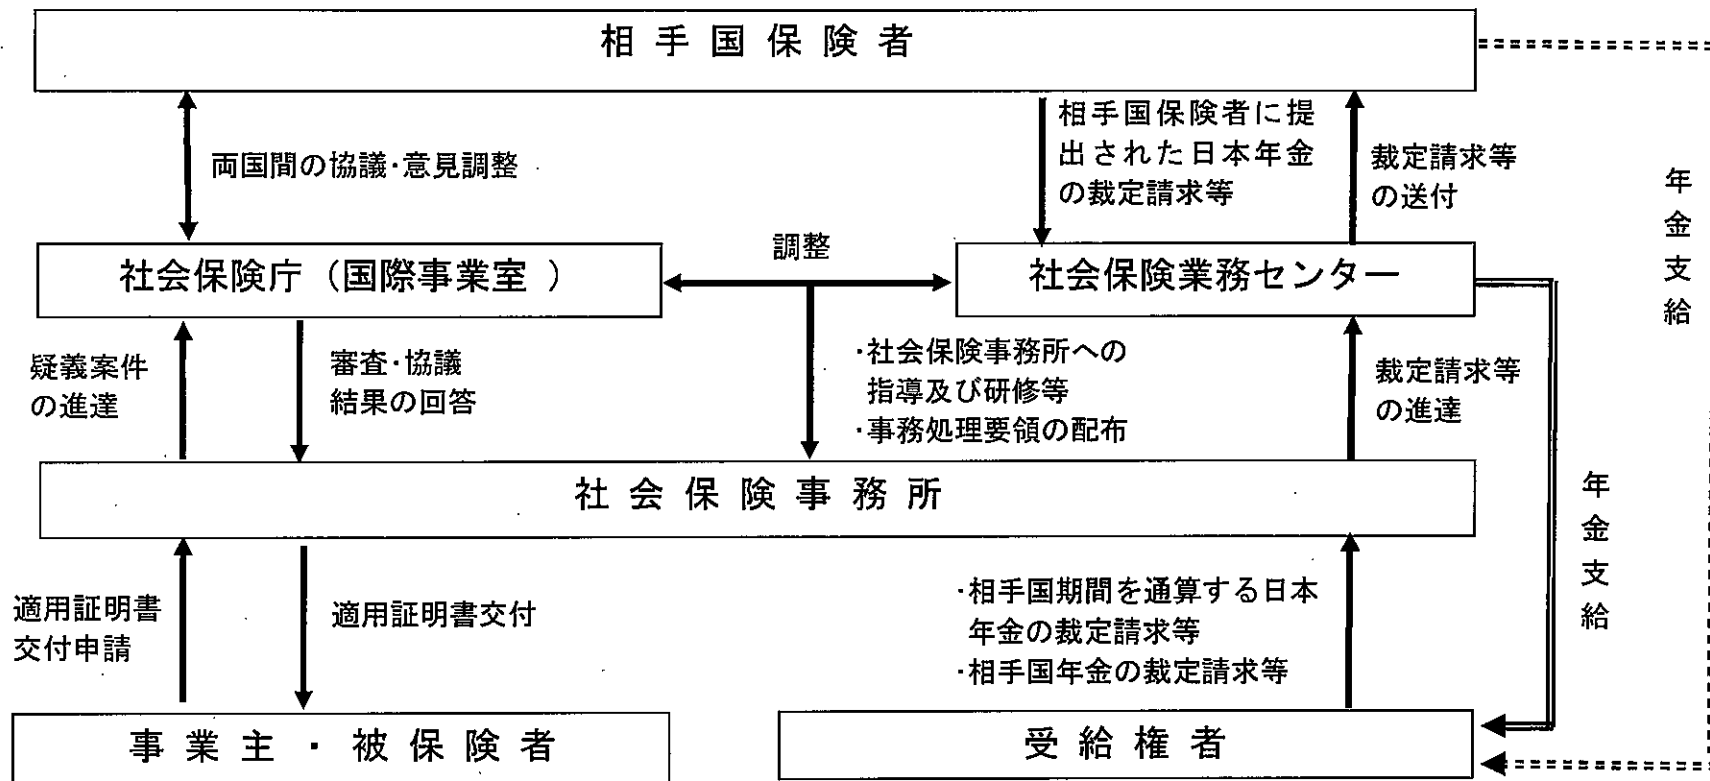 相手国保険者
両国間の協議・意見調整
相手国保険者に提
出された日本年金
の裁定請求等
裁定請求等
の送付
年金支給
社会保険庁（国際事業室 ）
調整
社会保険業務センター
疑義案件
の進達
審査・協議
結果の回答
・社会保険事務所への
指導及び研修等
・事務処理要領の配布
裁定請求等
の進達
年金支給
社会保険事務所
適用証明書
交付申請
適用証明書交付
・相手国期間を通算する日本
年金の裁定請求等
・相手国年金の裁定請求等
事業主・被保険者
受給権者